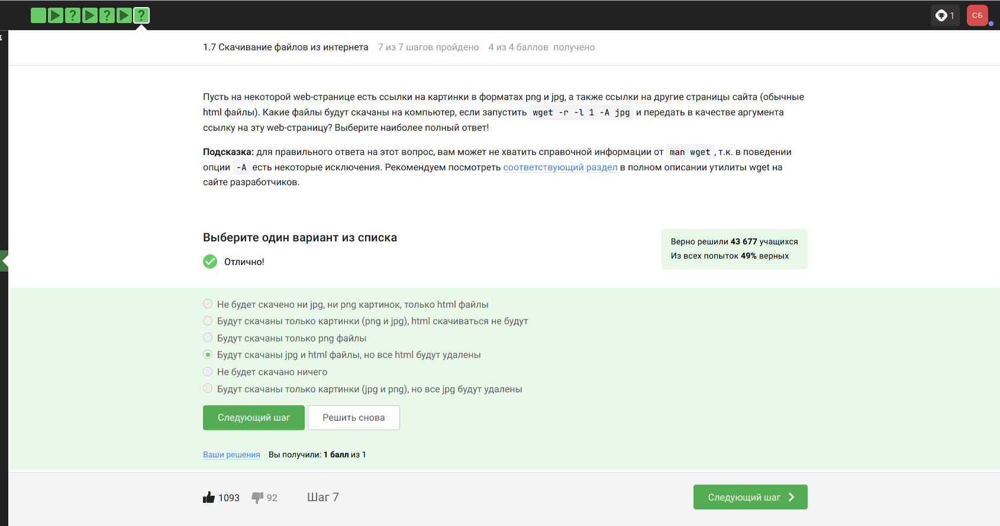 ? ? ?
1 СБ
1.7 Скачивание файлов из интернета 7 из 7 шагов пройдено 4 из 4 баллов получено
Пусть на некоторой web-странице есть ссылки на картинки в форматах png и jpg, а также ссылки на другие страницы сайта (обычные
html файлы). Какие файлы будут скачаны на компьютер, если запустить wget -r -l 1 -A jpg и передать в качестве аргумента
ссылку на эту web-страницу? Выберите наиболее полный ответ!
Подсказка: для правильного ответа на этот вопрос, вам может не хватить справочной информации от man wget, т.к. в поведении
опции -A есть некоторые исключения. Рекомендуем посмотреть соответствующий раздел в полном описании утилиты wget на
сайте разработчиков.
Выберите один вариант из списка
Отлично!
Верно решили 43 677 учащихся
Из всех попыток 49% верных
Не будет скачено ни jpg, ни png картинок, только html файлы
Будут скачаны только картинки (png и jpg), html скачиваться не будут
Будут скачаны только png файлы
Будут скачаны jpg и html файлы, но все html будут удалены
Не будет скачано ничего
Будут скачаны только картинки (jpg и png), но все jpg будут удалены
Следующий шаг Решить снова
Ваши решения Вы получили: 1 балл из 1
1093 92 Шаг 7 Следующий шаг